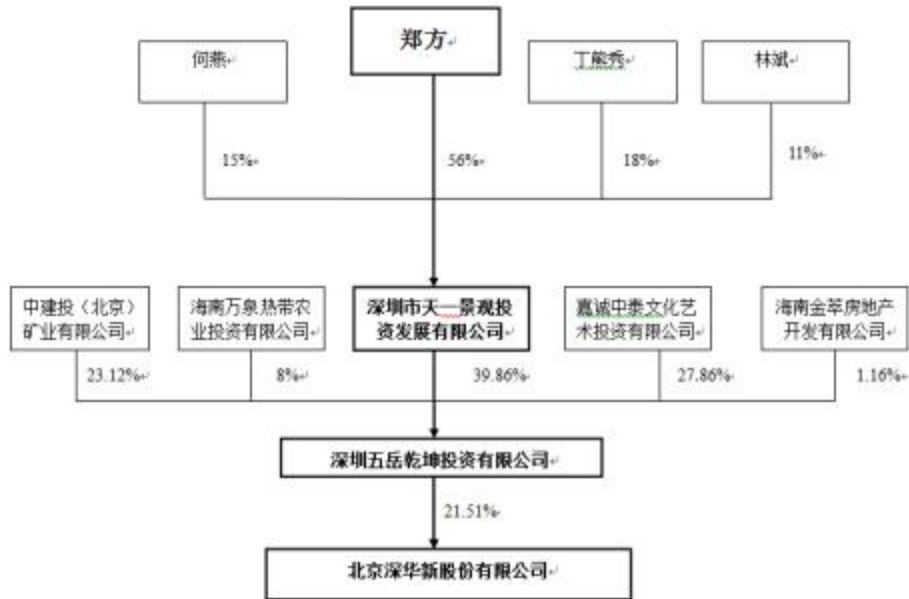 郑方
何燕
丁熊秀
林斌
15%
56%
18%
11%
中建投（北京）
矿业有限公司
海南万泉热带农
业投资有限公司
深圳市天一景观投
资发展有限公司
嘉诚中泰文化艺
术投资有限公司
海南金萃房地产
开发有限公司
23.12%
8%
39.86%
27.86%
1.16%
深圳五岳乾坤投资有限公司
21.51%
北京深华新股份有限公司